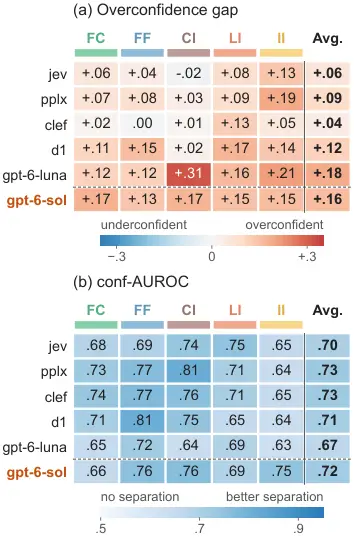 (a) Overconfidence gap
FC FF CI LI II Avg.
jev +.06 +.04 -.02 +.08 +.13 +.06
pplx +.07 +.08 +.03 +.09 +.19 +.09
clef +.02 .00 +.01 +.13 +.05 +.04
d1 +.11 +.15 +.02 +.17 +.14 +.12
gpt-6-luna +.12 +.12 +.31 +.16 +.21 +.18
gpt-6-sol +.17 +.13 +.17 +.15 +.15 +.16
underconfident overconfident
−.3 0 +.3
(b) conf-AUROC
FC FF CI LI II Avg.
jev .68 .69 .74 .75 .65 .70
pplx .73 .77 .81 .71 .64 .73
clef .74 .77 .76 .71 .65 .73
d1 .71 .81 .75 .65 .64 .71
gpt-6-luna .65 .72 .64 .69 .63 .67
gpt-6-sol .66 .76 .76 .69 .75 .72
no separation better separation
.5 .7 .9